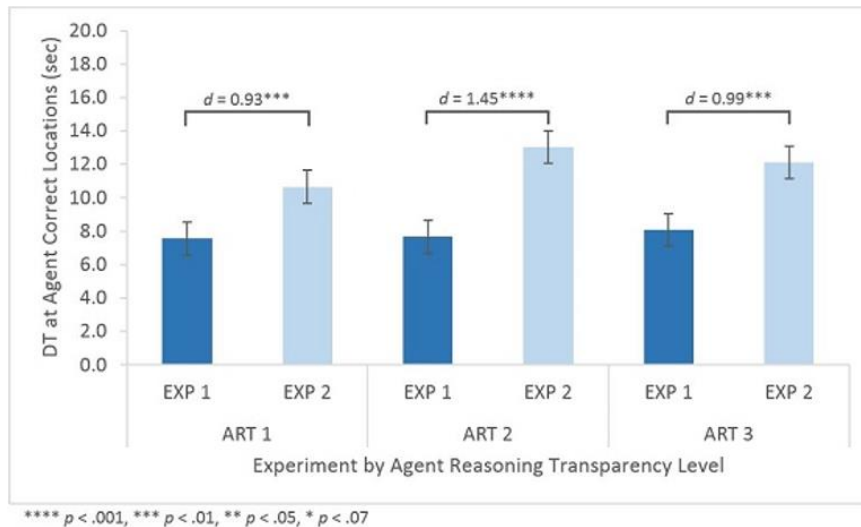 20.0
18.0
16.0
14.0
12.0
10.0
8.0
6.0
4.0
2.0
0.0
DT at Agent Correct Locations (sec)
d = 0.93***
d = 1.45****
d = 0.99***
EXP 1 EXP 2 EXP 1 EXP 2 EXP 1 EXP 2
ART 1 ART 2 ART 3
Experiment by Agent Reasoning Transparency Level
**** p < .001, *** p < .01, ** p < .05, * p < .07